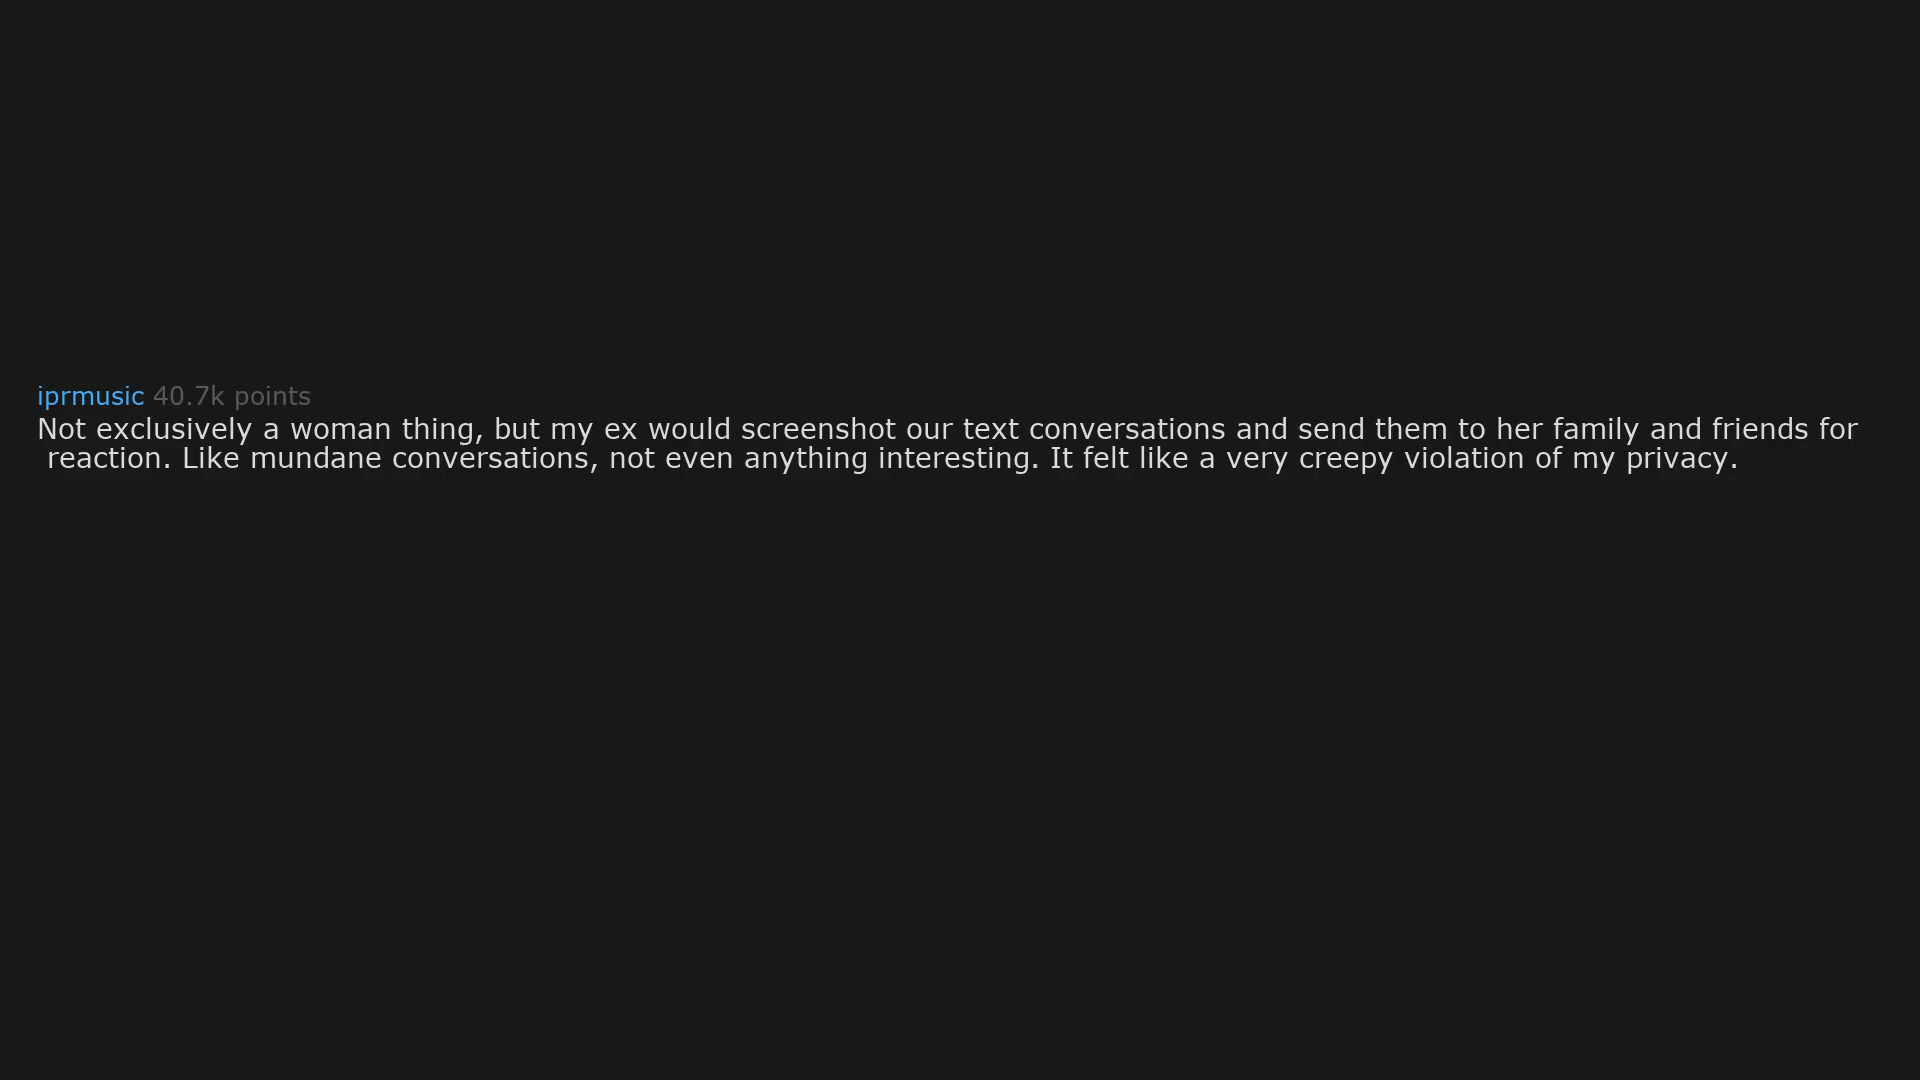 iprmusic 40.7k points
Not exclusively a woman thing, but my ex would screenshot our text conversations and send them to her family and friends for
reaction. Like mundane conversations, not even anything interesting. It felt like a very creepy violation of my privacy.